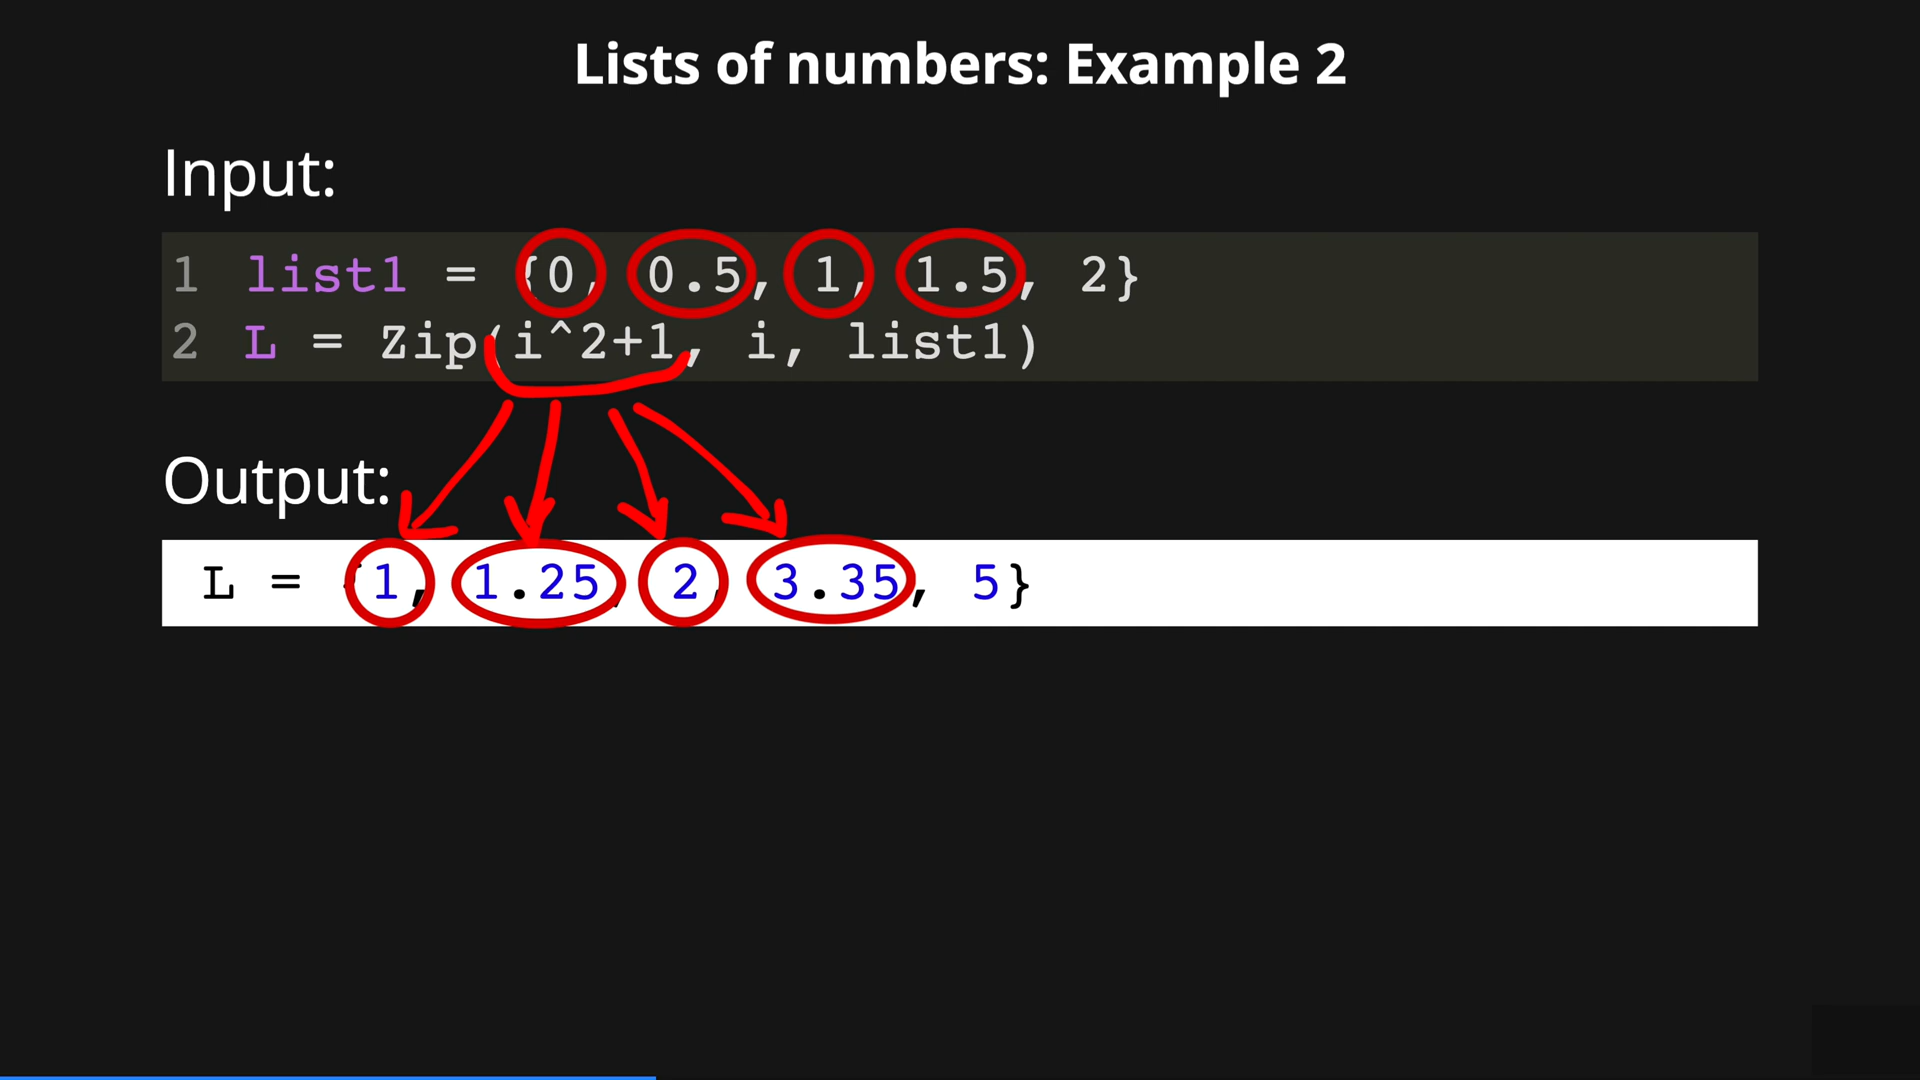 Lists of numbers: Example 2
Input:
1 list1 = {0, 0.5, 1, 1.5, 2}
2 L = Zip(i^2+1, i, list1)
Output:
L = {1, 1.25, 2, 3.35, 5}